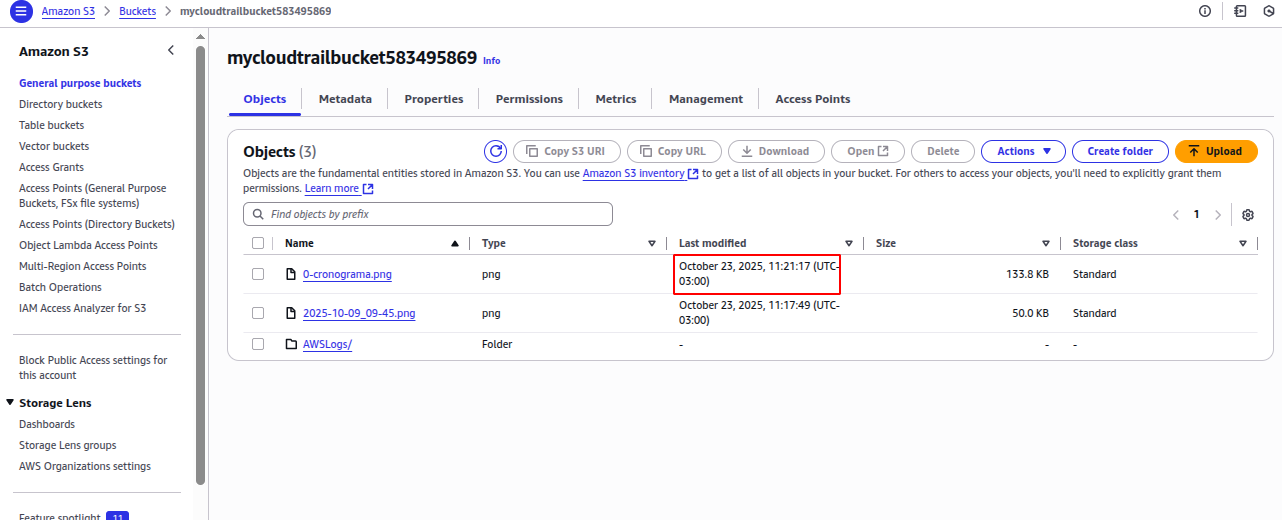 Amazon S3 > Buckets > mycloudtrailbucket583495869
Amazon S3
General purpose buckets
Directory buckets
Table buckets
Vector buckets
Access Grants
Access Points (General Purpose
Buckets, FSx file systems)
Access Points (Directory Buckets)
Object Lambda Access Points
Multi-Region Access Points
Batch Operations
IAM Access Analyzer for S3
Block Public Access settings for
this account
Storage Lens
Dashboards
Storage Lens groups
AWS Organizations settings
Feature spotlight 11
mycloudtrailbucket583495869 Info
Objects Metadata Properties Permissions Metrics Management Access Points
Objects (3) Copy S3 URI Copy URL Download Open Delete Actions Create folder Upload
Objects are the fundamental entities stored in Amazon S3. You can use Amazon S3 inventory to get a list of all objects in your bucket. For others to access your objects, you'll need to explicitly grant them
permissions. Learn more
Find objects by prefix 1
Name Type Last modified Size Storage class
0-cronograma.png png October 23, 2025, 11:21:17 (UTC-
03:00) 133.8 KB Standard
2025-10-09_09-45.png png October 23, 2025, 11:17:49 (UTC-
03:00) 50.0 KB Standard
AWSLogs/ Folder - - -